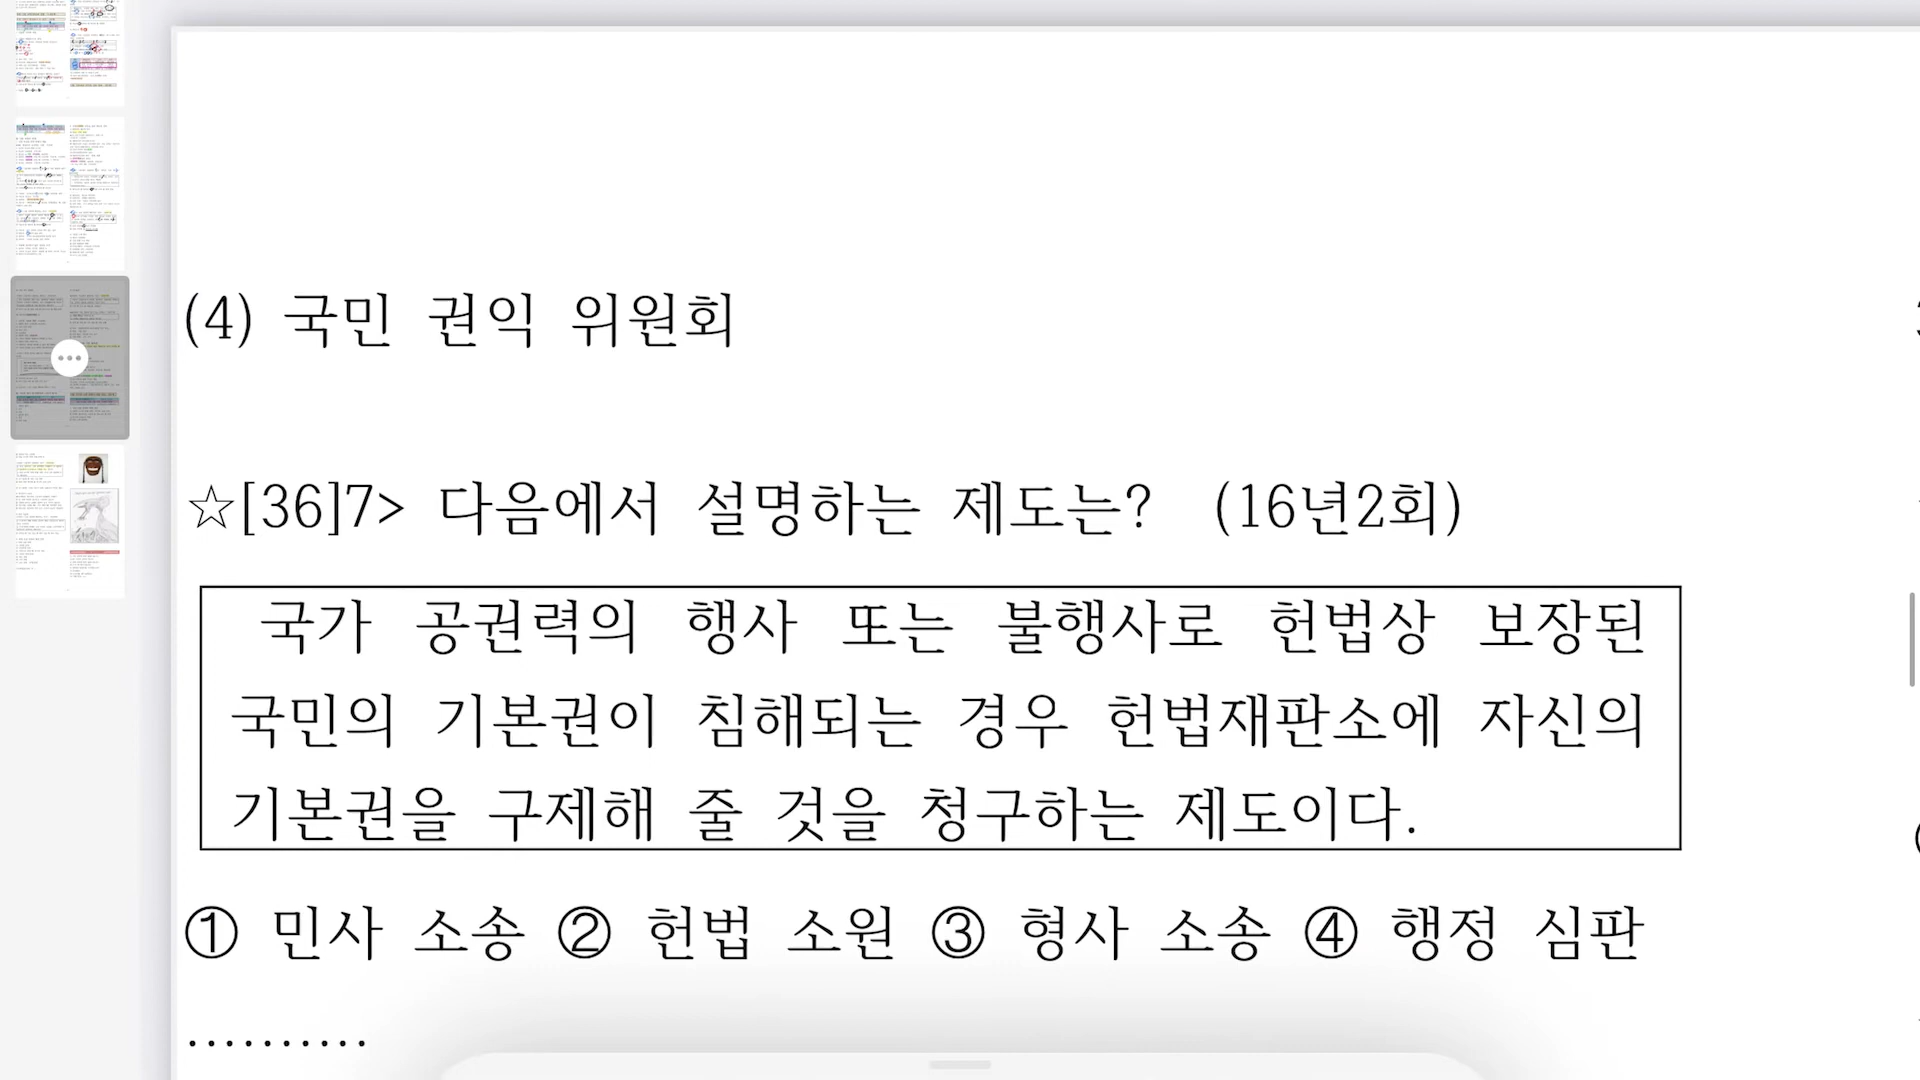 (4) 국민 권익 위원회
☆[36]7> 다음에서 설명하는 제도는? (16년2회)
국가 공권력의 행사 또는 불행사로 헌법상 보장된
국민의 기본권이 침해되는 경우 헌법재판소에 자신의
기본권을 구제해 줄 것을 청구하는 제도이다.
① 민사 소송 ② 헌법 소원 ③ 형사 소송 ④ 행정 심판
··········